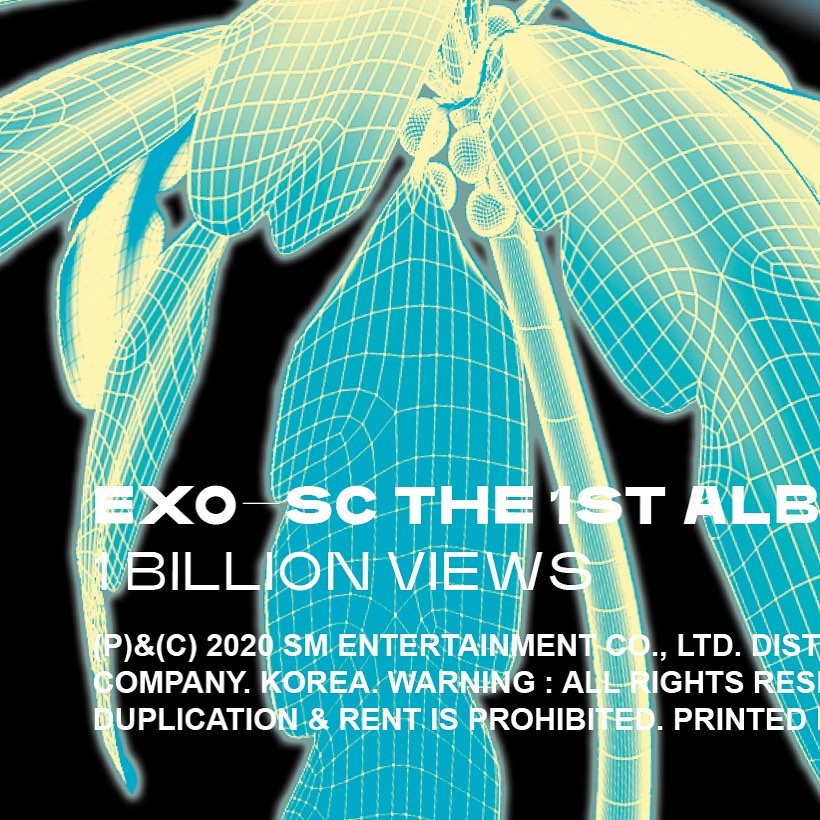 EXO—SC THE 1ST ALB
1 BILLION VIEWS
(P)&(C) 2020 SM ENTERTAINMENT CO., LTD. DIST
COMPANY. KOREA. WARNING : ALL RIGHTS RES
DUPLICATION & RENT IS PROHIBITED. PRINTED